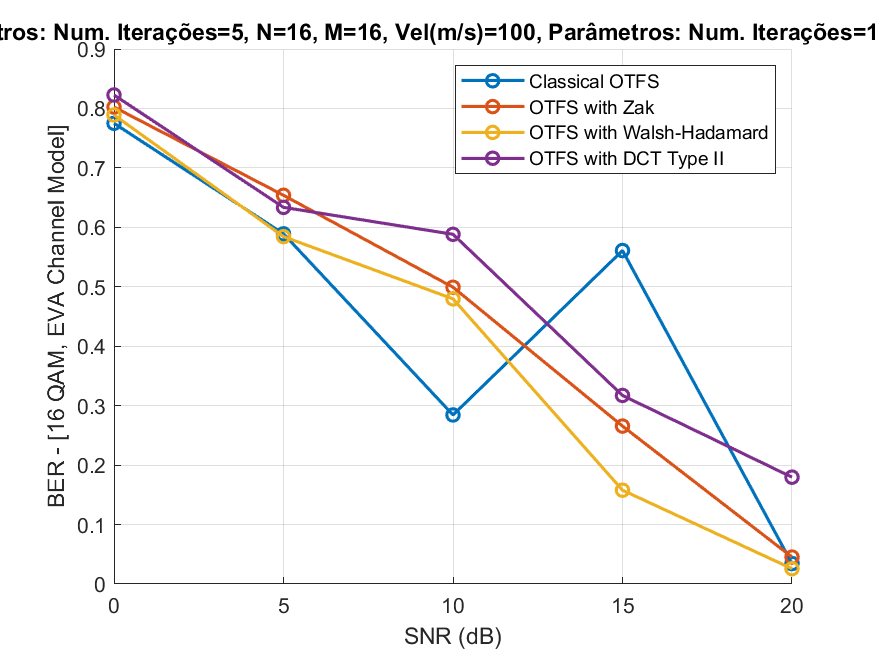 tros: Num. Iterações=5, N=16, M=16, Vel(m/s)=100, Parâmetros: Num. Iterações=1
BER - [16 QAM, EVA Channel Model]
0.9
0.8
0.7
0.6
0.5
0.4
0.3
0.2
0.1
0
Classical OTFS
OTFS with Zak
OTFS with Walsh-Hadamard
OTFS with DCT Type II
0 5 10 15 20
SNR (dB)